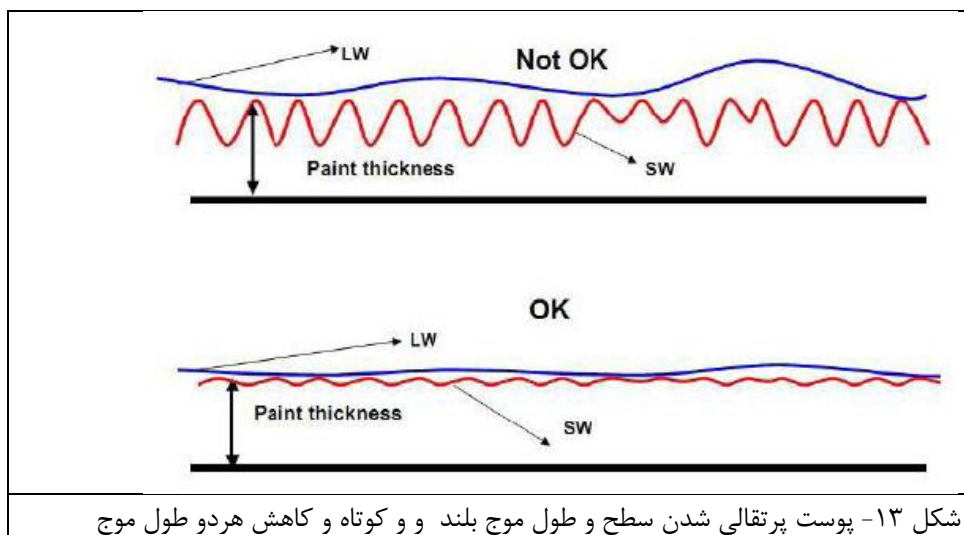 LW
Not OK
Paint thickness
SW
OK
LW
Paint thickness
SW
شکل ۱۳- پوست پرتقالی شدن سطح و طول موج بلند و و کوتاه و کاهش هردو طول موج